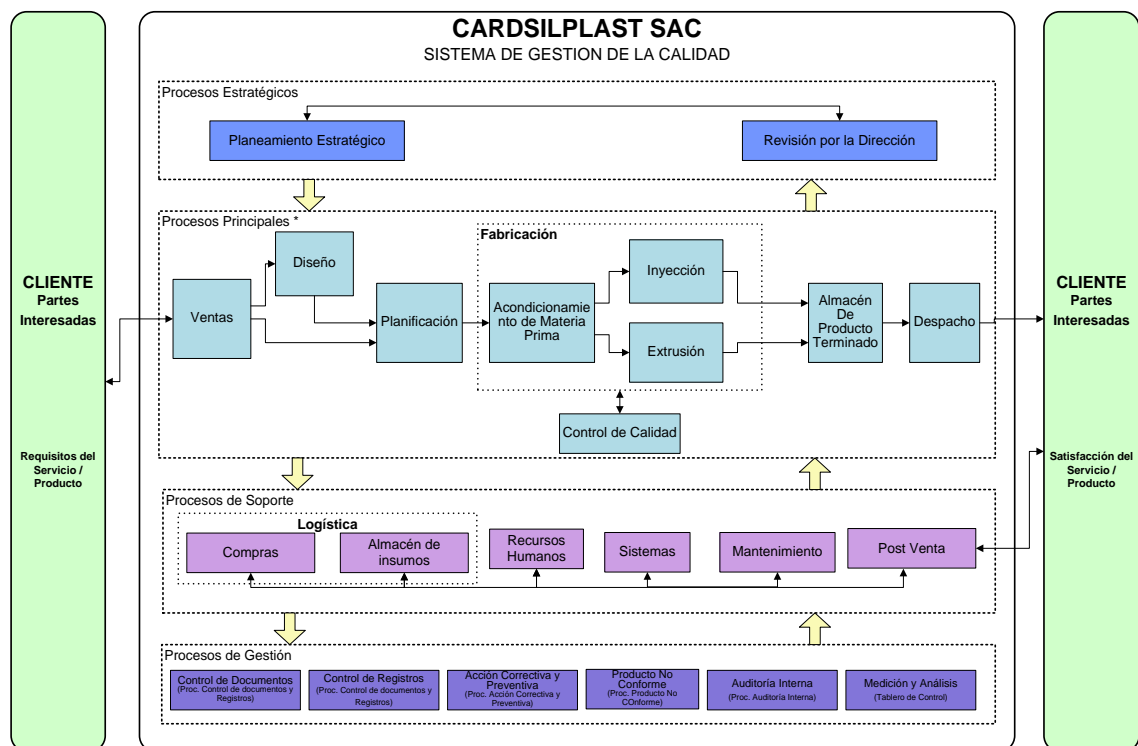 CARDSILPLAST SAC
SISTEMA DE GESTION DE LA CALIDAD
Procesos Estratégicos
Planeamiento Estratégico
Revisión por la Dirección
Procesos Principales *
Fabricación
Diseño
Inyección
CLIENTE
Partes
Interesadas
Ventas
Planificación
Acondicionamie
nto de Materia
Prima
Almacén
De
Producto
Terminado
Despacho
CLIENTE
Partes
Interesadas
Extrusión
Control de Calidad
Requisitos del
Servicio /
Producto
Satisfacción del
Servicio /
Producto
Procesos de Soporte
Logística
Compras
Almacén de
insumos
Recursos
Humanos
Sistemas
Mantenimiento
Post Venta
Procesos de Gestión
Control de Documentos
(Proc. Control de documentos y
Registros)
Control de Registros
(Proc. Control de documentos y
Registros)
Acción Correctiva y
Preventiva
(Proc. Acción Correctiva y
Preventiva)
Producto No
Conforme
(Proc. Producto No
COnforme)
Auditoría Interna
(Proc. Auditoría Interna)
Medición y Análisis
(Tablero de Control)